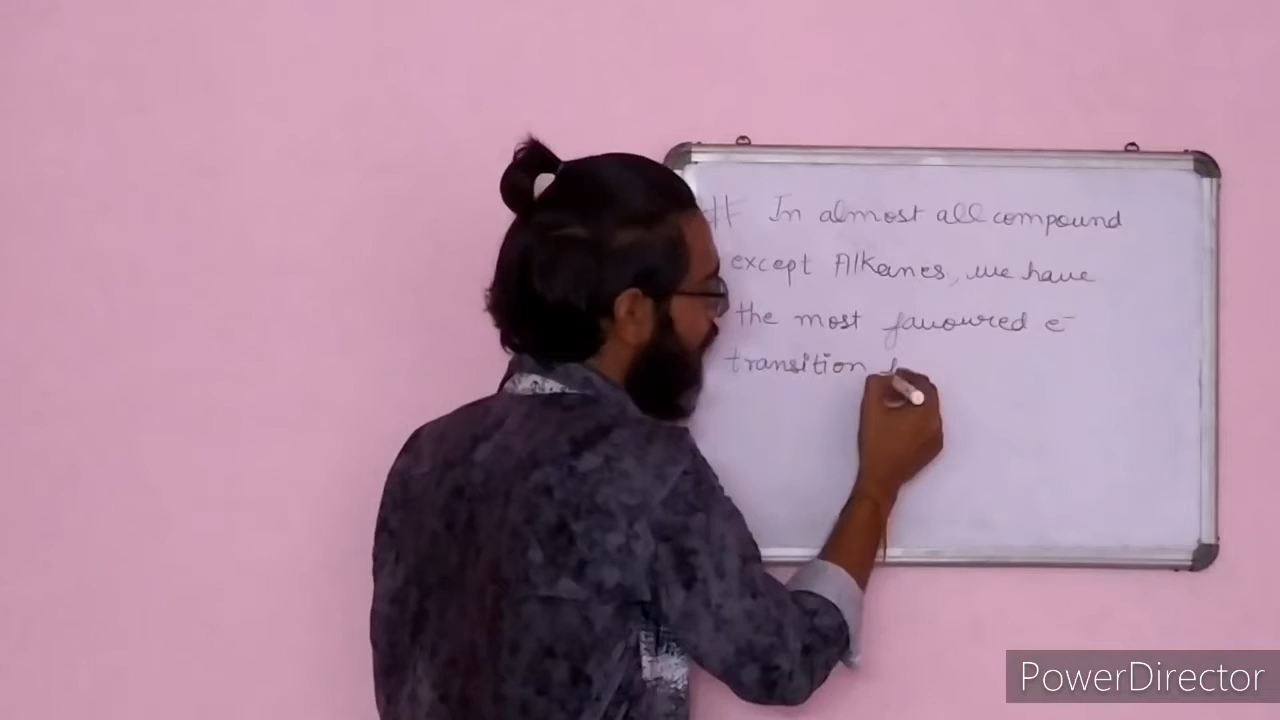 # In almost all compound
except Alkanes, we have
the most favoured e-
transition
PowerDirector